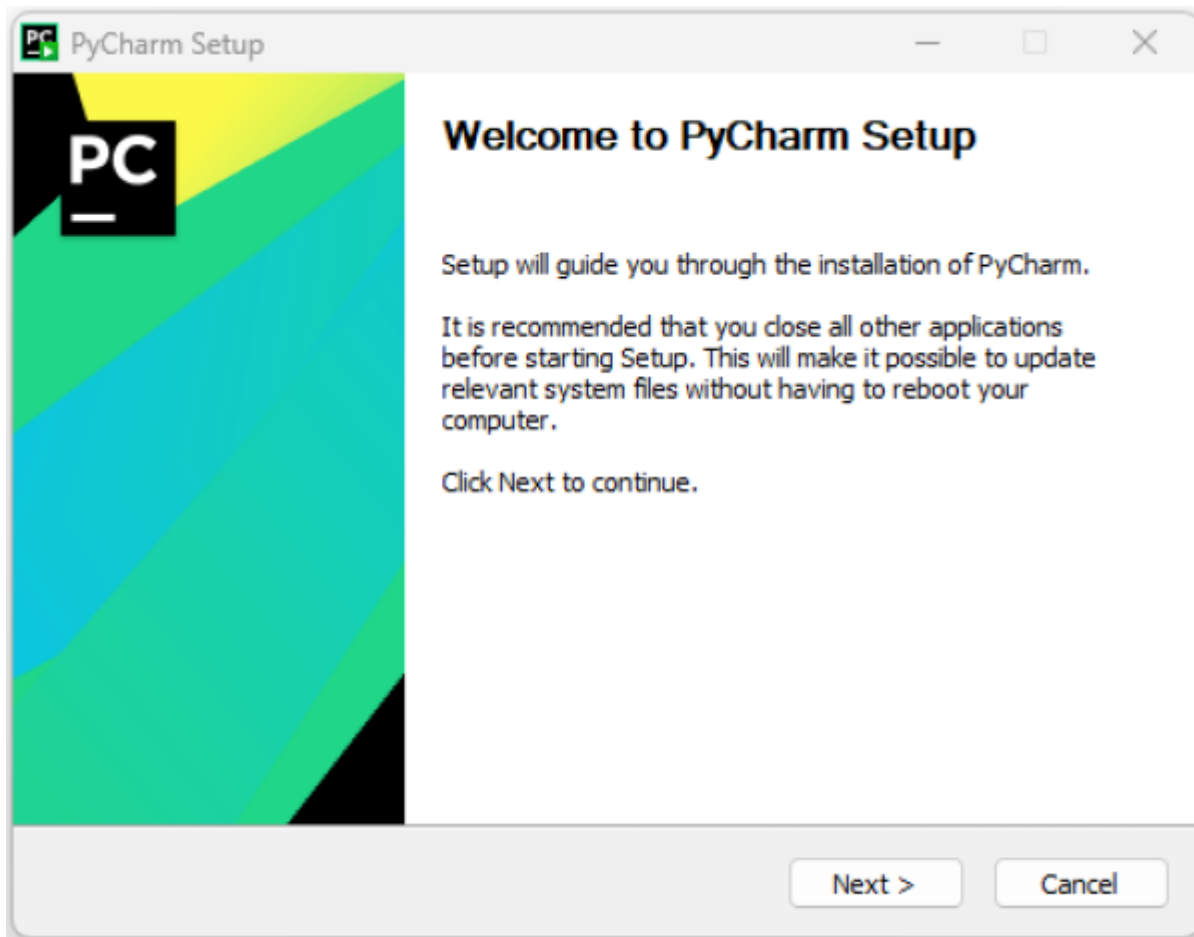 PyCharm Setup
PC
Welcome to PyCharm Setup
Setup will guide you through the installation of PyCharm.
It is recommended that you close all other applications
before starting Setup. This will make it possible to update
relevant system files without having to reboot your
computer.
Click Next to continue.
Next >
Cancel